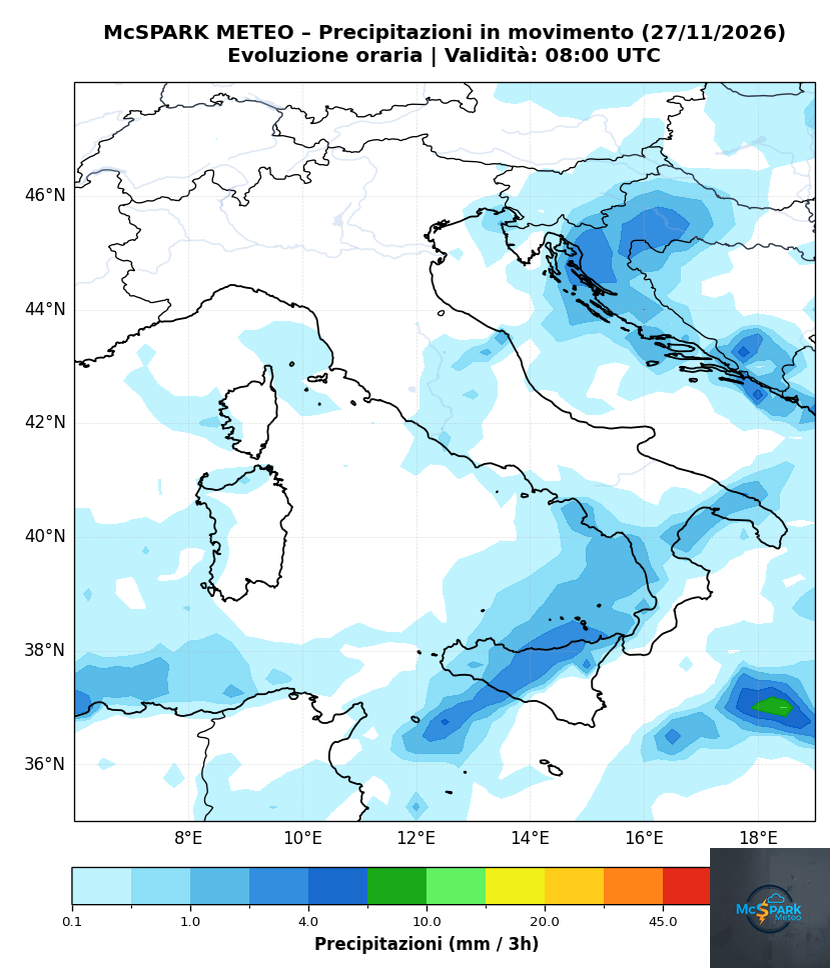 McSPARK METEO – Precipitazioni in movimento (27/11/2026)
Evoluzione oraria | Validità: 08:00 UTC
46°N
44°N
42°N
40°N
38°N
36°N
8°E 10°E 12°E 14°E 16°E 18°E
0.1 1.0 4.0 10.0 20.0 45.0
Precipitazioni (mm / 3h)
McSPARK
Meteo